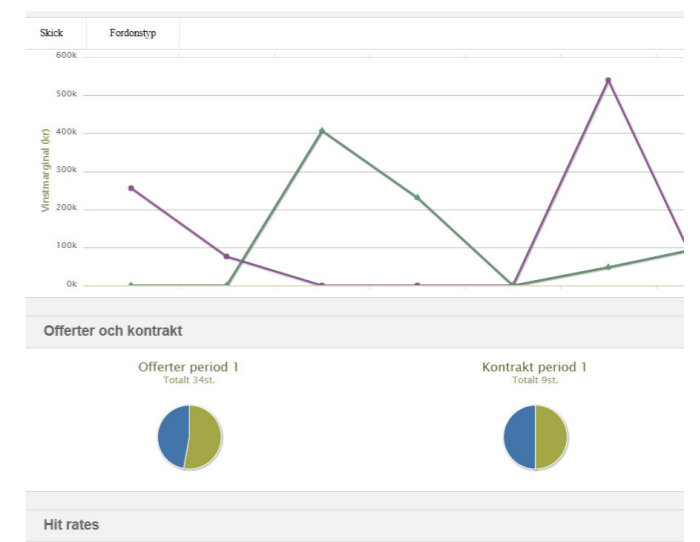 Skick Fordonstyp
600k
500k
400k
300k
200k
100k
0k
Vinstmarginal (kr)
Offerter och kontrakt
Offerter period 1
Totalt 34st.
Kontrakt period 1
Totalt 9st.
Hit rates